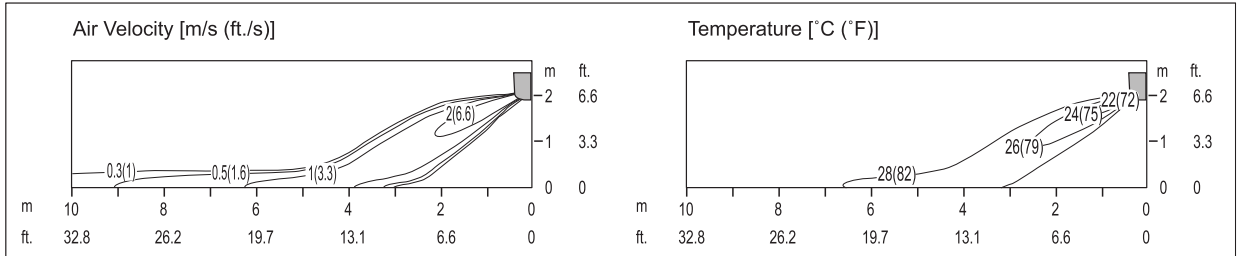 Air Velocity [m/s (ft./s)]
m ft.
2 6.6
2(6.6)
1 3.3
0.3(1) 0.5(1.6) 1(3.3)
0 0
m 10 8 6 4 2 0
ft. 32.8 26.2 19.7 13.1 6.6 0
Temperature [˚C (˚F)]
m ft.
22(72) 2 6.6
24(75)
26(79) 1 3.3
28(82)
0 0
m 10 8 6 4 2 0
ft. 32.8 26.2 19.7 13.1 6.6 0